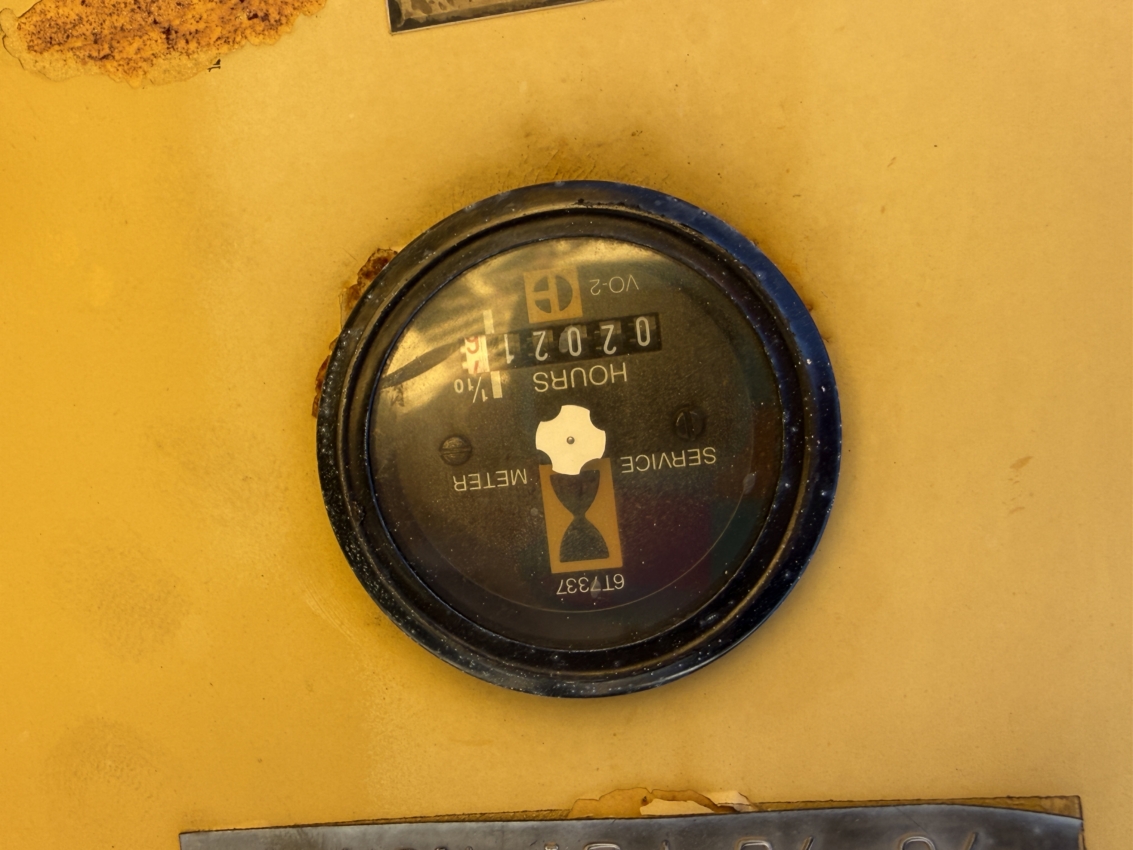 6T7337
SERVICE METER
HOURS 1/10
02021
VO-2